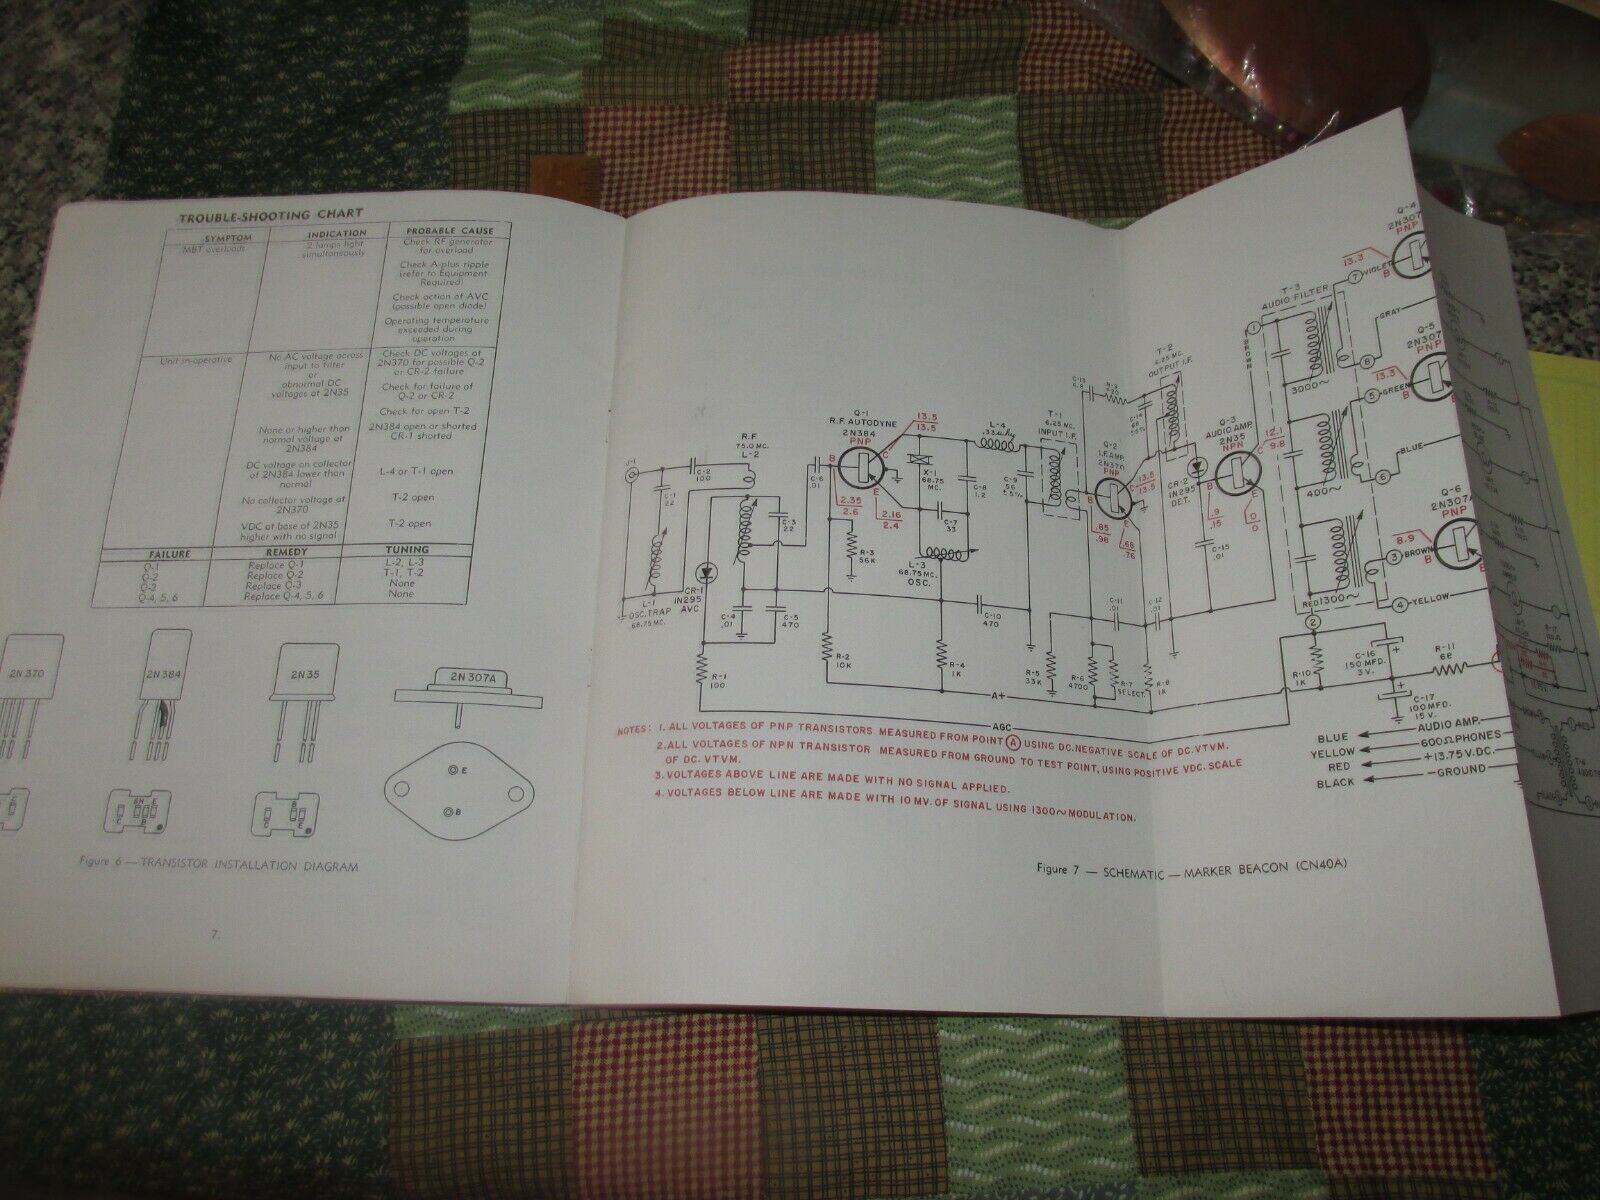 TROUBLE-SHOOTING CHART
SYMPTOM INDICATION PROBABLE CAUSE
MBT overloads
2 lamps light
simultaneously
Check RF generator
for overload
Check A-plus ripple
(refer to Equipment
Required)
Check action of AVC
(possible open diode)
Operating temperature
exceeded during
operation
Unit in-operative
No AC voltage across
input to filter
or
abnormal DC
voltages at 2N35
Check DC voltages at
2N370 for possible Q-2
or CR-2 failure
Check for failure of
Q-2 or CR-2
Check for open T-2
None or higher than
normal voltage at
2N384
2N384 open or shorted
CR-1 shorted
DC voltage on collector
of 2N384 lower than
normal
L-4 or T-1 open
No collector voltage at
2N370
T-2 open
VDC at base of 2N35
higher with no signal
T-2 open
FAILURE REMEDY TUNING
Q-1 Replace Q-1 L-2, L-3
Q-2 Replace Q-2 T-1, T-2
Q-3 Replace Q-3 None
Q-4, 5, 6 Replace Q-4, 5, 6 None
2N370
2N384
2N35
2N307A
C
SH
E
B
C
C
B
E
E
B
Figure 6 — TRANSISTOR INSTALLATION DIAGRAM
7.
J-1
C-1
22
L-1
OSC. TRAP
68.75 MC.
C-2
100
R.F.
75.0 MC.
L-2
C-3
22
CR-1
IN295
AVC
C-4
.01
C-5
470
R-1
100
C-6
.01
Q-1
R.F. AUTODYNE
2N384
PNP
13.5
13.5
B
C
E
2.35
2.6
2.16
2.4
R-3
56K
R-2
10K
X-1
68.75
MC.
C-7
33
L-3
68.75 MC.
OSC.
C-8
1.2
L-4
.33 uhy
C-9
56
±5%
C-10
470
R-4
1K
T-1
6.25 MC.
INPUT I.F.
Q-2
I.F. AMP.
2N370
PNP
13.5
13.5
B
C
E
.85
.98
.68
.76
C-13
6.8
C-14
68
±5%
T-2
6.25 MC.
OUTPUT I.F.
CR-2
IN295
DET.
Q-3
AUDIO AMP.
2N35
NPN
12.1
9.8
B
C
E
.9
.15
0
0
C-15
.01
C-11
.01
C-12
.01
R-5
33K
R-6
4700
R-7
SELECT.
R-8
1K
A+
AGC
T-3
AUDIO FILTER
1
BROWN
3000~
400~
1300~
RED
2
7 VIOLET
8 GRAY
5 GREEN
6 BLUE
3 BROWN
4 YELLOW
Q-4
2N307
PNP
13.3
B
Q-5
2N307
PNP
13.3
B
Q-6
2N307A
PNP
8.9
B
R-10
1K
C-16
150 MFD.
3V.
R-11
68
C-17
100 MFD.
15 V.
BLUE AUDIO AMP.
YELLOW 600Ω PHONES
RED +13.75 V.DC.
BLACK -GROUND
NOTES: 1. ALL VOLTAGES OF PNP TRANSISTORS MEASURED FROM POINT A USING DC.NEGATIVE SCALE OF DC.VTVM.
2. ALL VOLTAGES OF NPN TRANSISTOR MEASURED FROM GROUND TO TEST POINT, USING POSITIVE VDC. SCALE
OF DC. VTVM.
3. VOLTAGES ABOVE LINE ARE MADE WITH NO SIGNAL APPLIED.
4. VOLTAGES BELOW LINE ARE MADE WITH 10 MV. OF SIGNAL USING 1300~ MODULATION.
Figure 7 — SCHEMATIC — MARKER BEACON (CN40A)